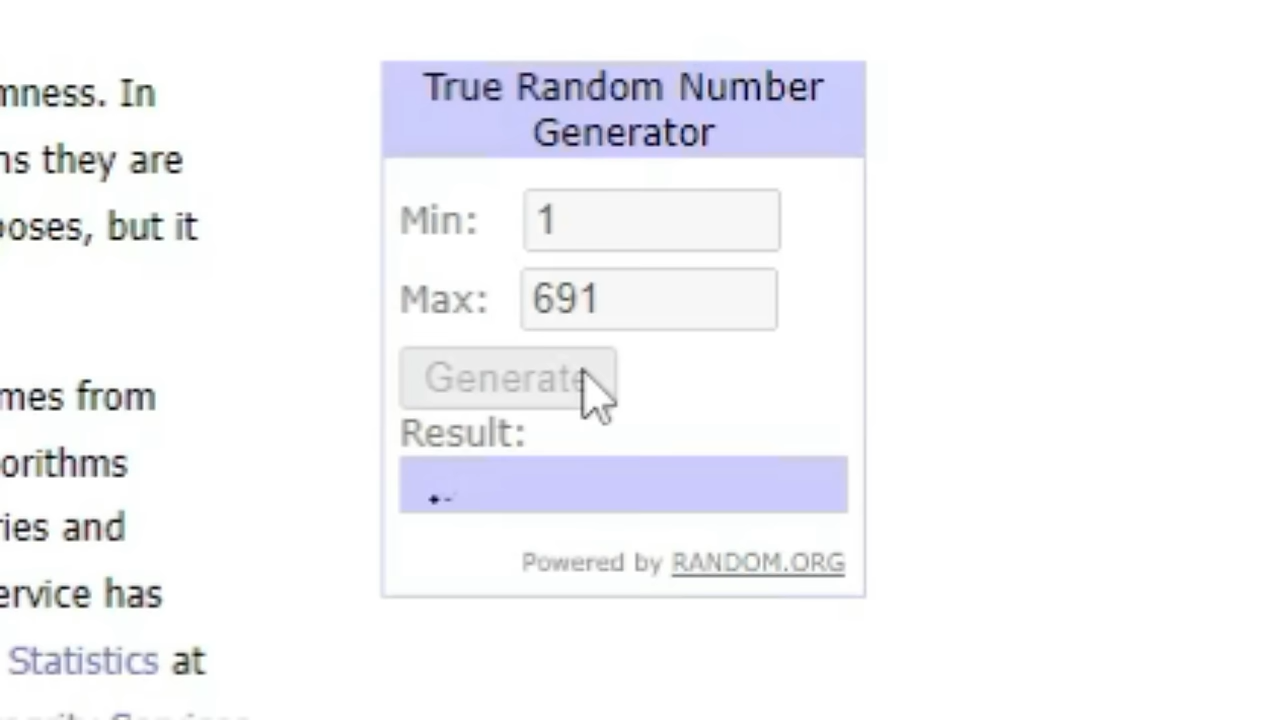 mness. In
ns they are
poses, but it
mes from
orithms
ries and
ervice has
Statistics at
True Random Number
Generator
Min: 1
Max: 691
Generate
Result:
Powered by RANDOM.ORG